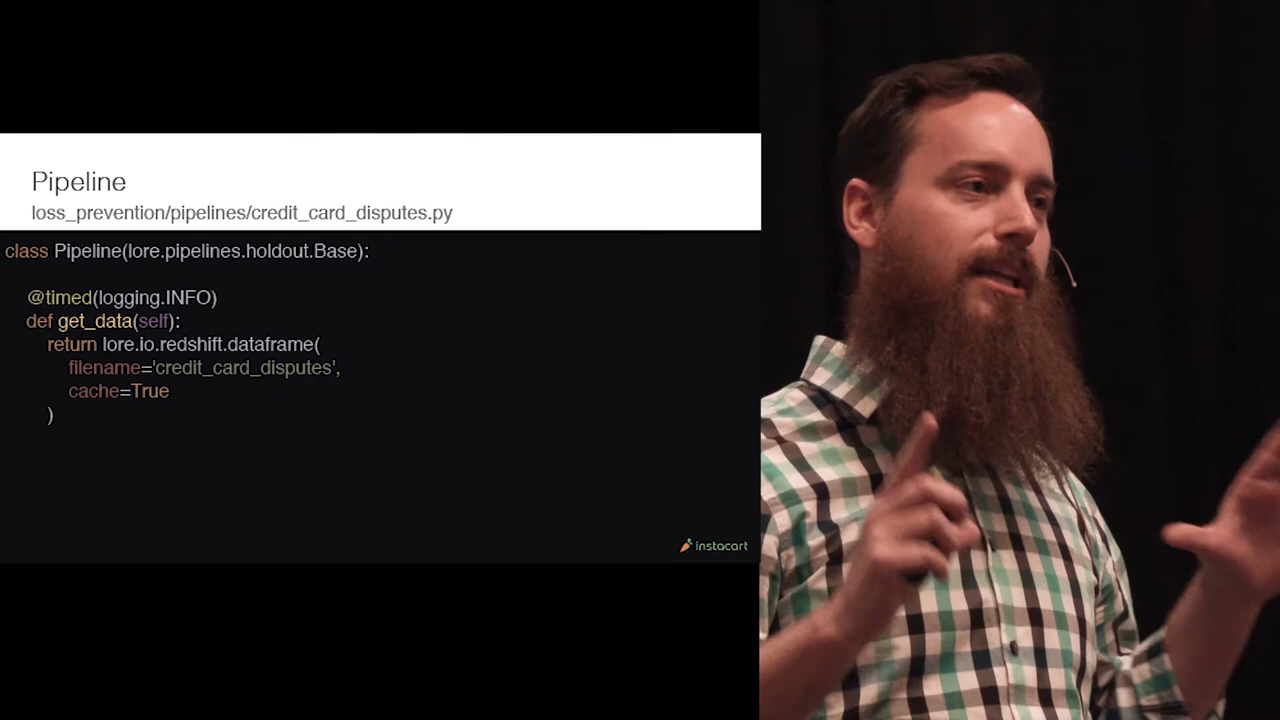 Pipeline
loss_prevention/pipelines/credit_card_disputes.py
class Pipeline(lore.pipelines.holdout.Base):
@timed(logging.INFO)
def get_data(self):
return lore.io.redshift.dataframe(
filename='credit_card_disputes',
cache=True
)
instacart